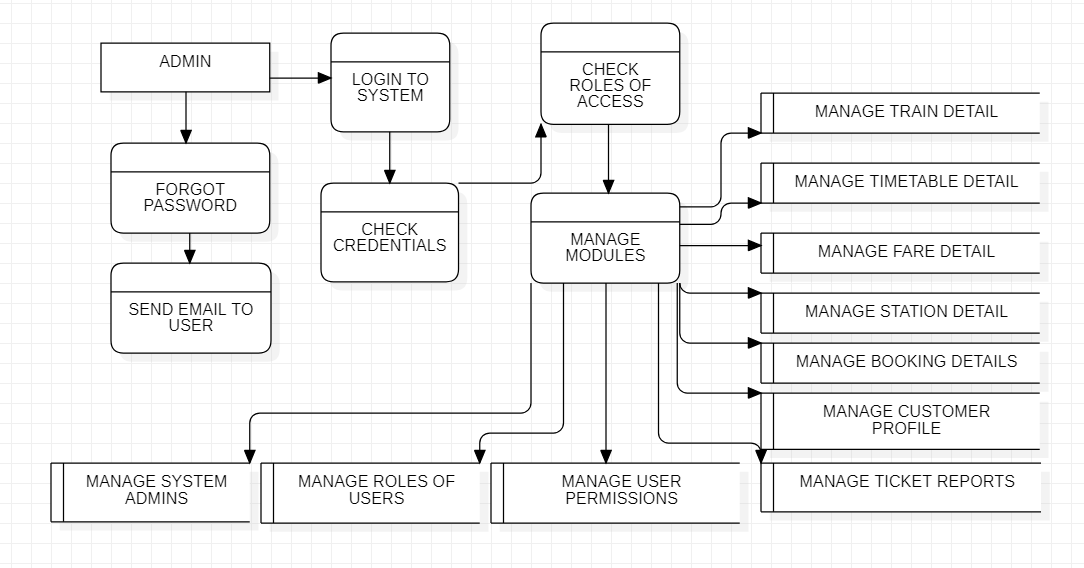 ADMIN
LOGIN TO
SYSTEM
CHECK
ROLES OF
ACCESS
MANAGE TRAIN DETAIL
MANAGE TIMETABLE DETAIL
FORGOT
PASSWORD
CHECK
CREDENTIALS
MANAGE
MODULES
MANAGE FARE DETAIL
SEND EMAIL TO
USER
MANAGE STATION DETAIL
MANAGE BOOKING DETAILS
MANAGE CUSTOMER
PROFILE
MANAGE SYSTEM
ADMINS
MANAGE ROLES OF
USERS
MANAGE USER
PERMISSIONS
MANAGE TICKET REPORTS